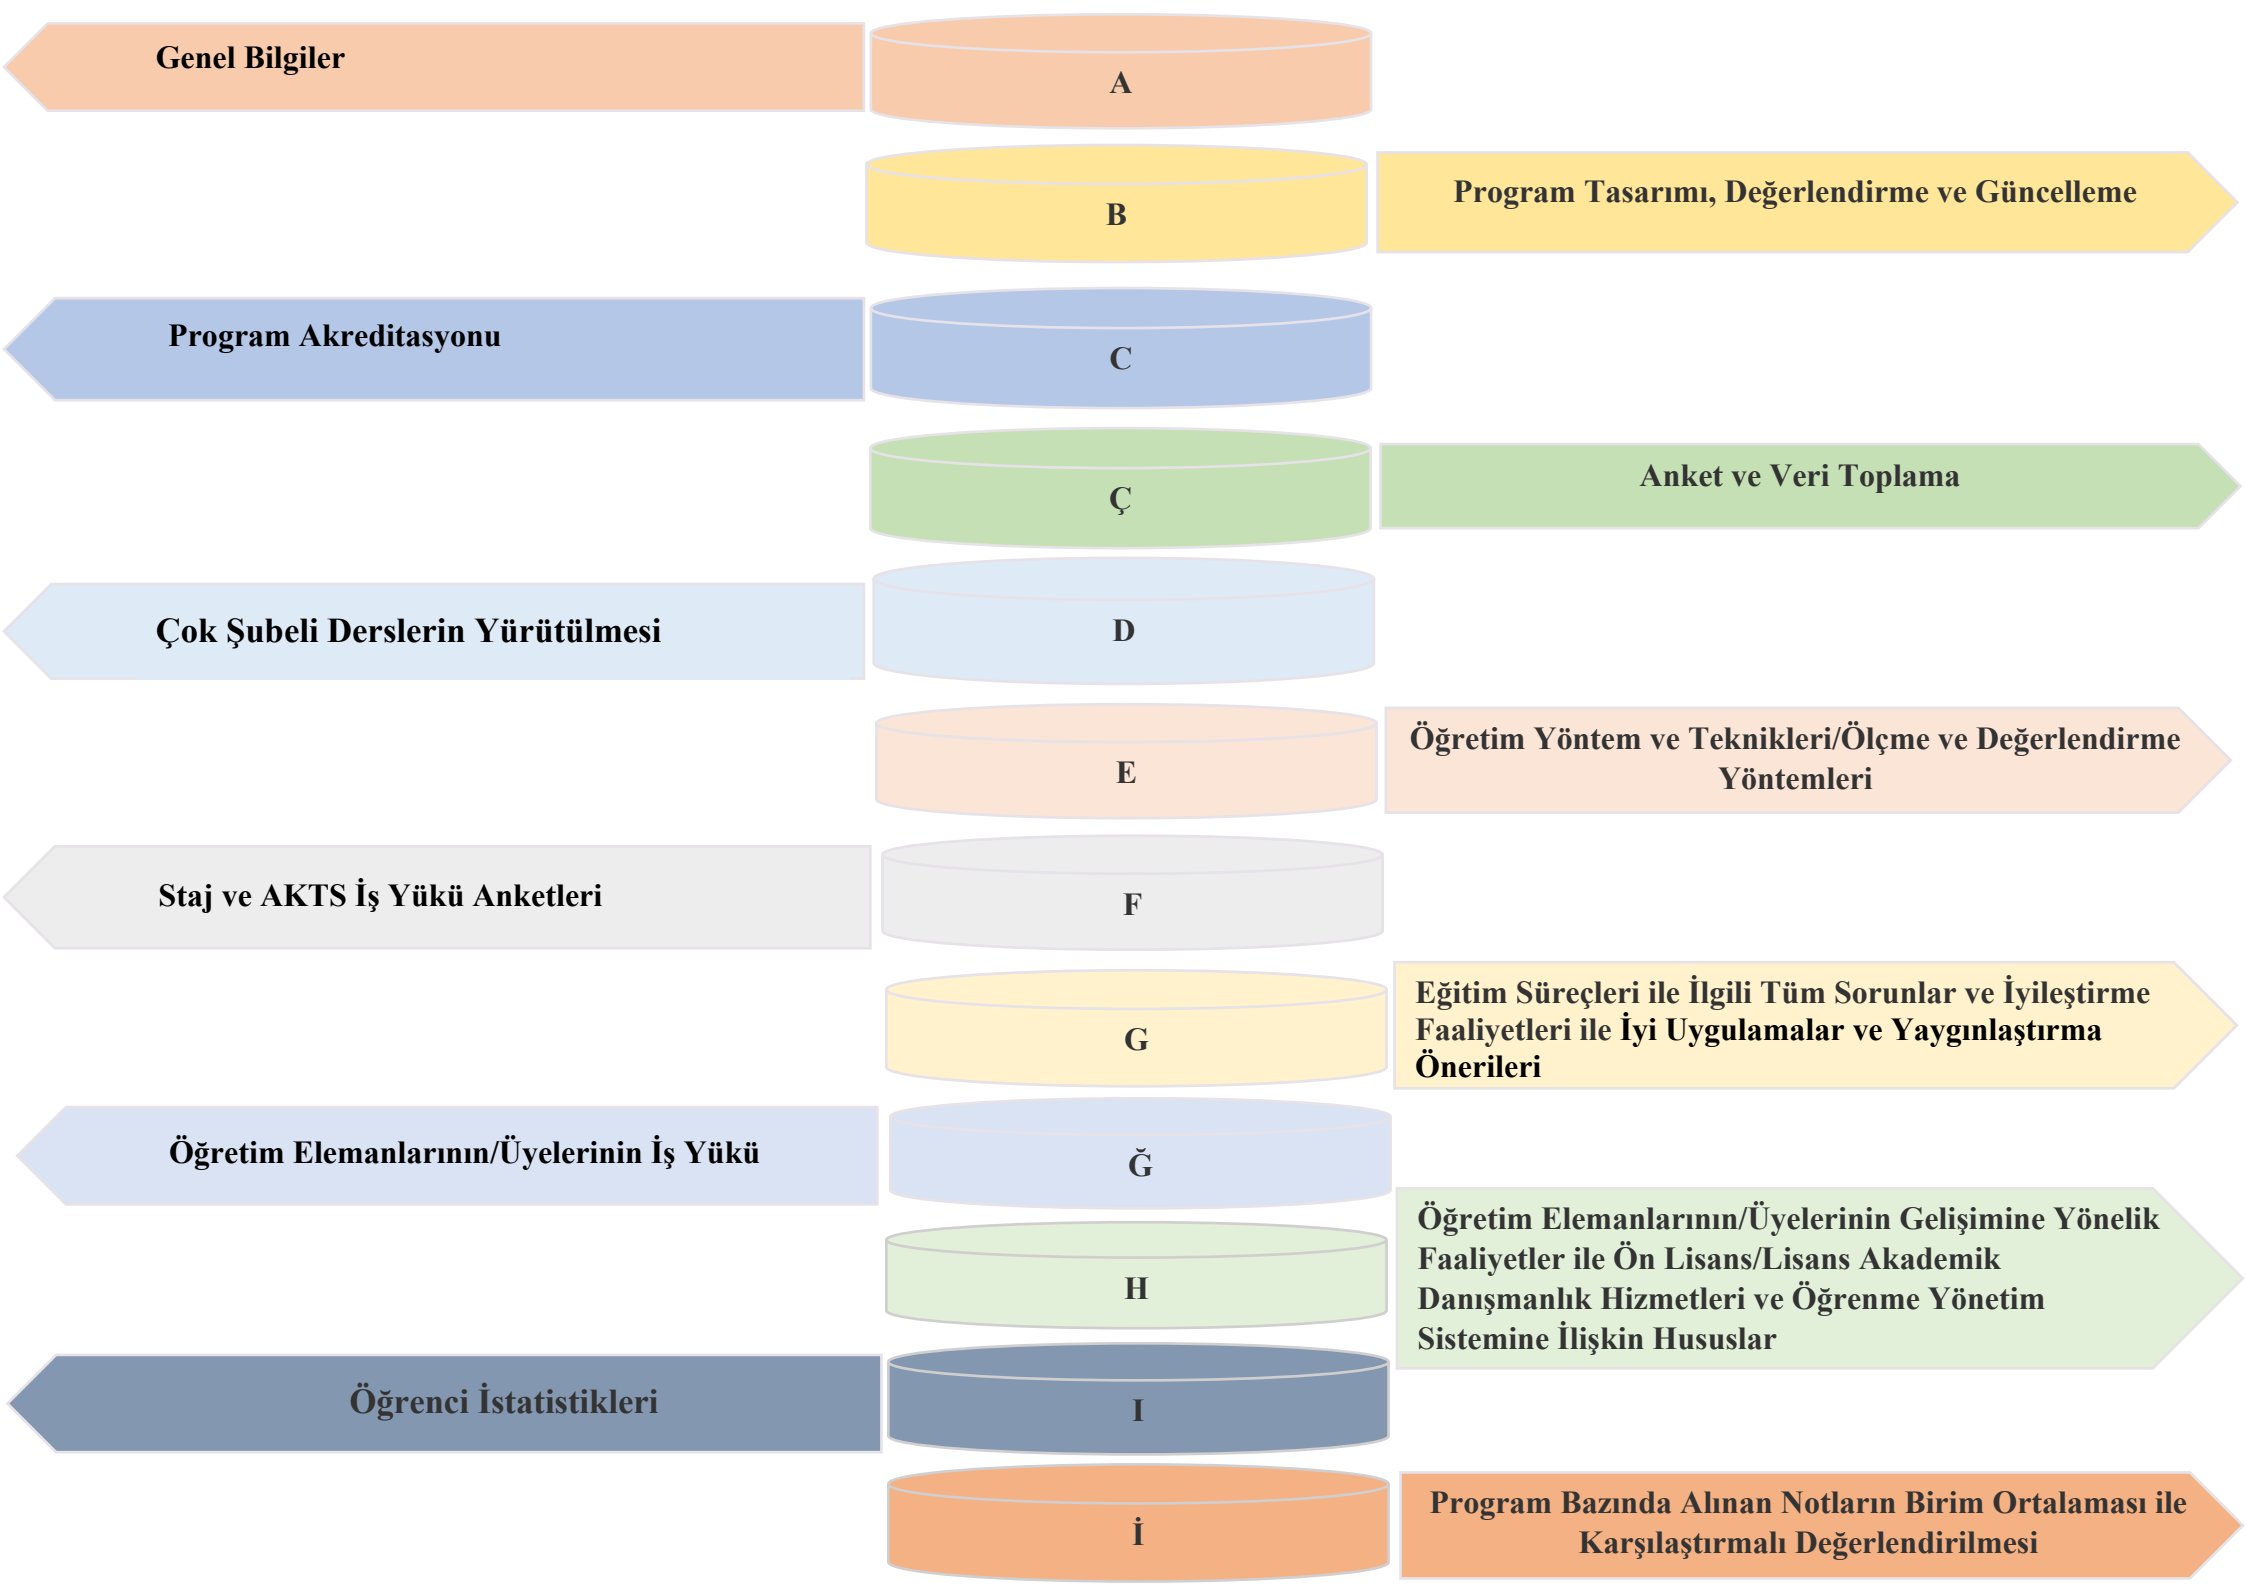 Genel Bilgiler
A
B
Program Tasarımı, Değerlendirme ve Güncelleme
Program Akreditasyonu
C
Ç
Anket ve Veri Toplama
Çok Şubeli Derslerin Yürütülmesi
D
E
Öğretim Yöntem ve Teknikleri/Ölçme ve Değerlendirme
Yöntemleri
Staj ve AKTS İş Yükü Anketleri
F
G
Eğitim Süreçleri ile İlgili Tüm Sorunlar ve İyileştirme
Faaliyetleri ile İyi Uygulamalar ve Yaygınlaştırma
Önerileri
Öğretim Elemanlarının/Üyelerinin İş Yükü
Ğ
H
Öğretim Elemanlarının/Üyelerinin Gelişimine Yönelik
Faaliyetler ile Ön Lisans/Lisans Akademik
Danışmanlık Hizmetleri ve Öğrenme Yönetim
Sistemine İlişkin Hususlar
Öğrenci İstatistikleri
I
İ
Program Bazında Alınan Notların Birim Ortalaması ile
Karşılaştırmalı Değerlendirilmesi